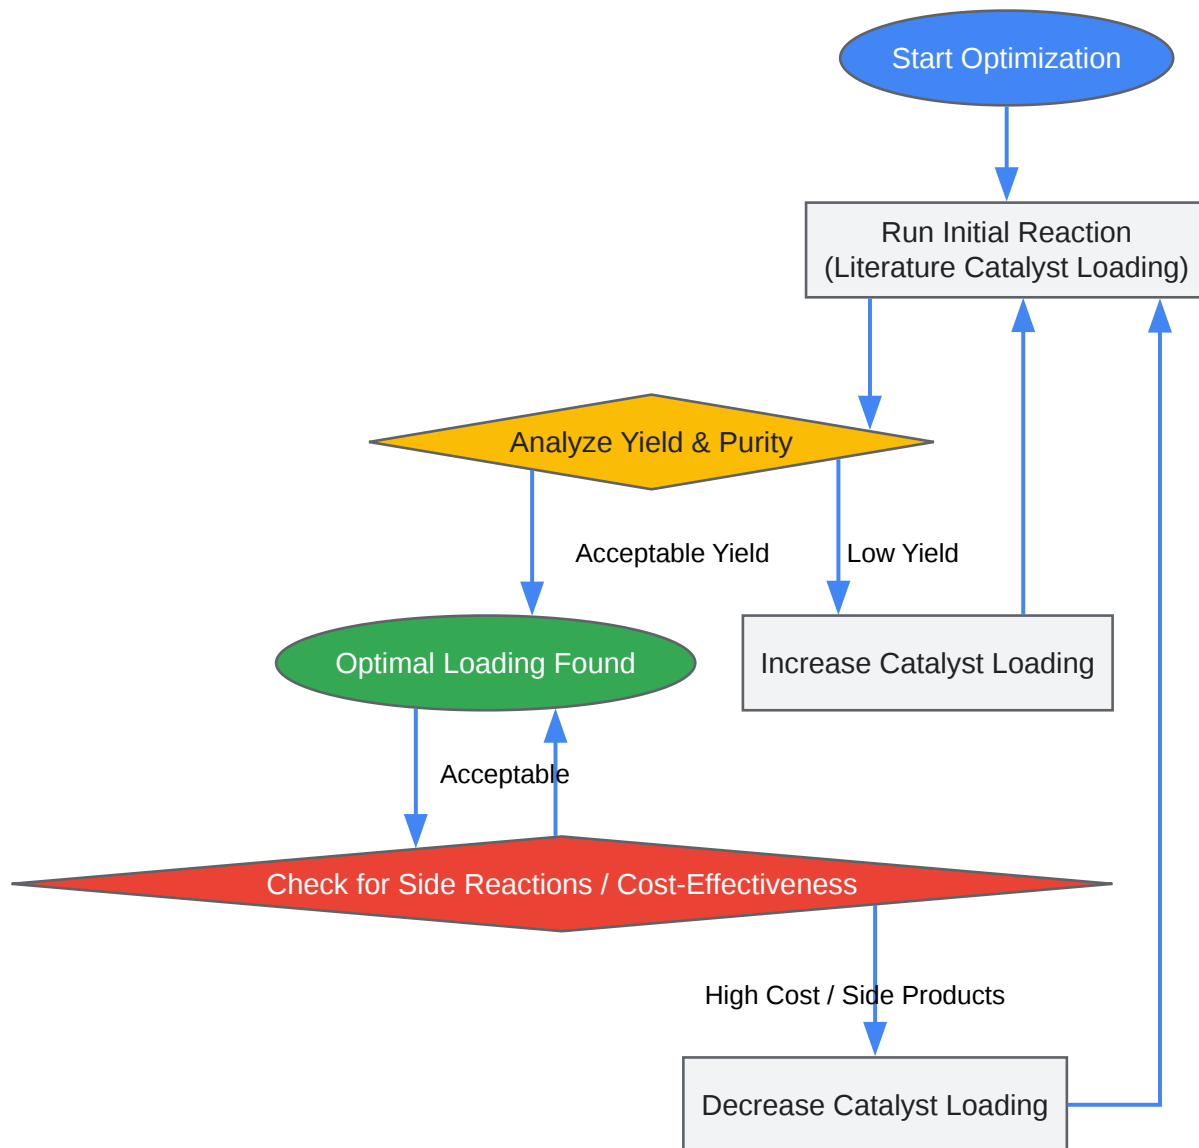 Start Optimization
Run Initial Reaction
(Literature Catalyst Loading)
Analyze Yield & Purity
Acceptable Yield
Low Yield
Optimal Loading Found
Increase Catalyst Loading
Acceptable
Check for Side Reactions / Cost-Effectiveness
High Cost / Side Products
Decrease Catalyst Loading